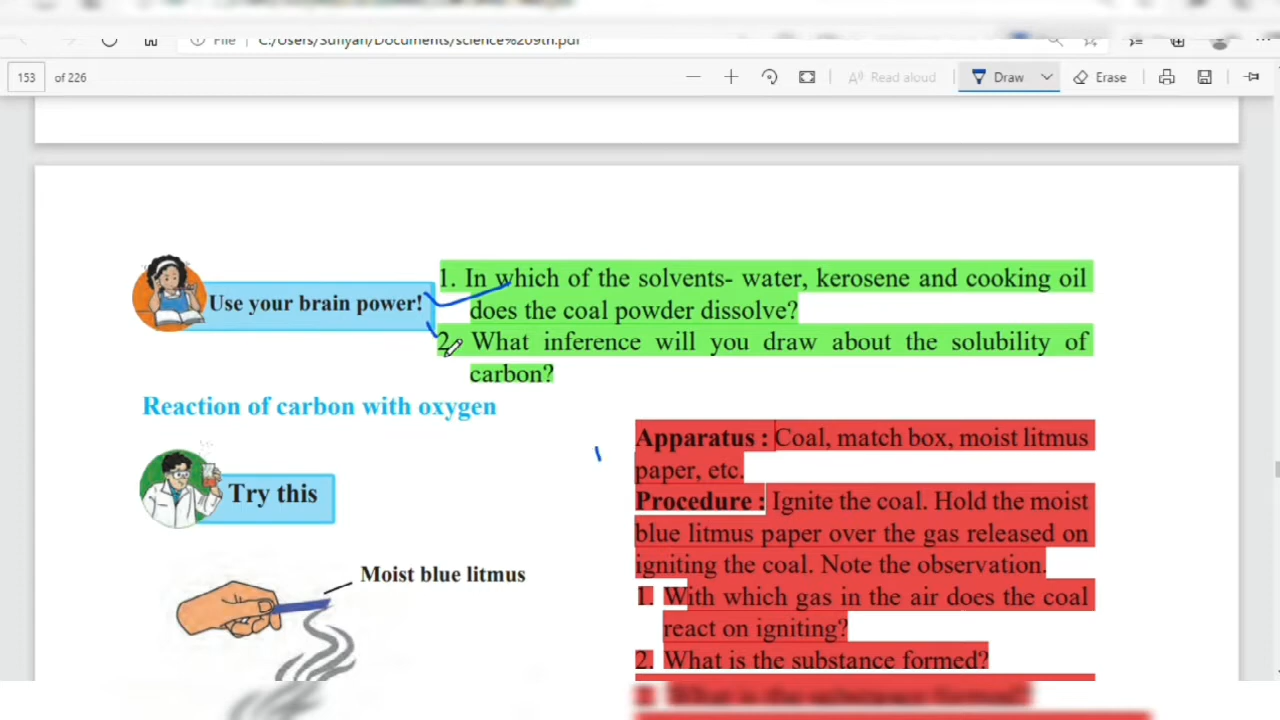 File
C:/Users/Sufiyan/Documents/science%209th.pdf
153 of 226
Read aloud
Draw
Erase
Use your brain power!
1. In which of the solvents- water, kerosene and cooking oil
does the coal powder dissolve?
2. What inference will you draw about the solubility of
carbon?
Reaction of carbon with oxygen
Try this
Moist blue litmus
Apparatus : Coal, match box, moist litmus
paper, etc.
Procedure : Ignite the coal. Hold the moist
blue litmus paper over the gas released on
igniting the coal. Note the observation.
1. With which gas in the air does the coal
react on igniting?
2. What is the substance formed?